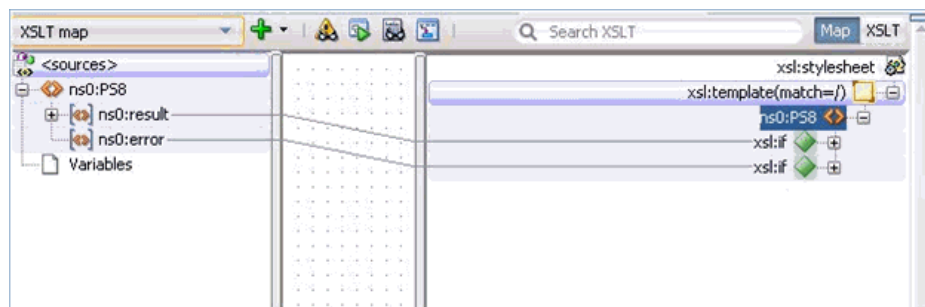 XSLT map
Search XSLT
Map XSLT
<sources>
xsl:stylesheet
ns0:PS8
xsl:template(match=/)
ns0:result
ns0:PS8
ns0:error
xsl:if
Variables
xsl:if